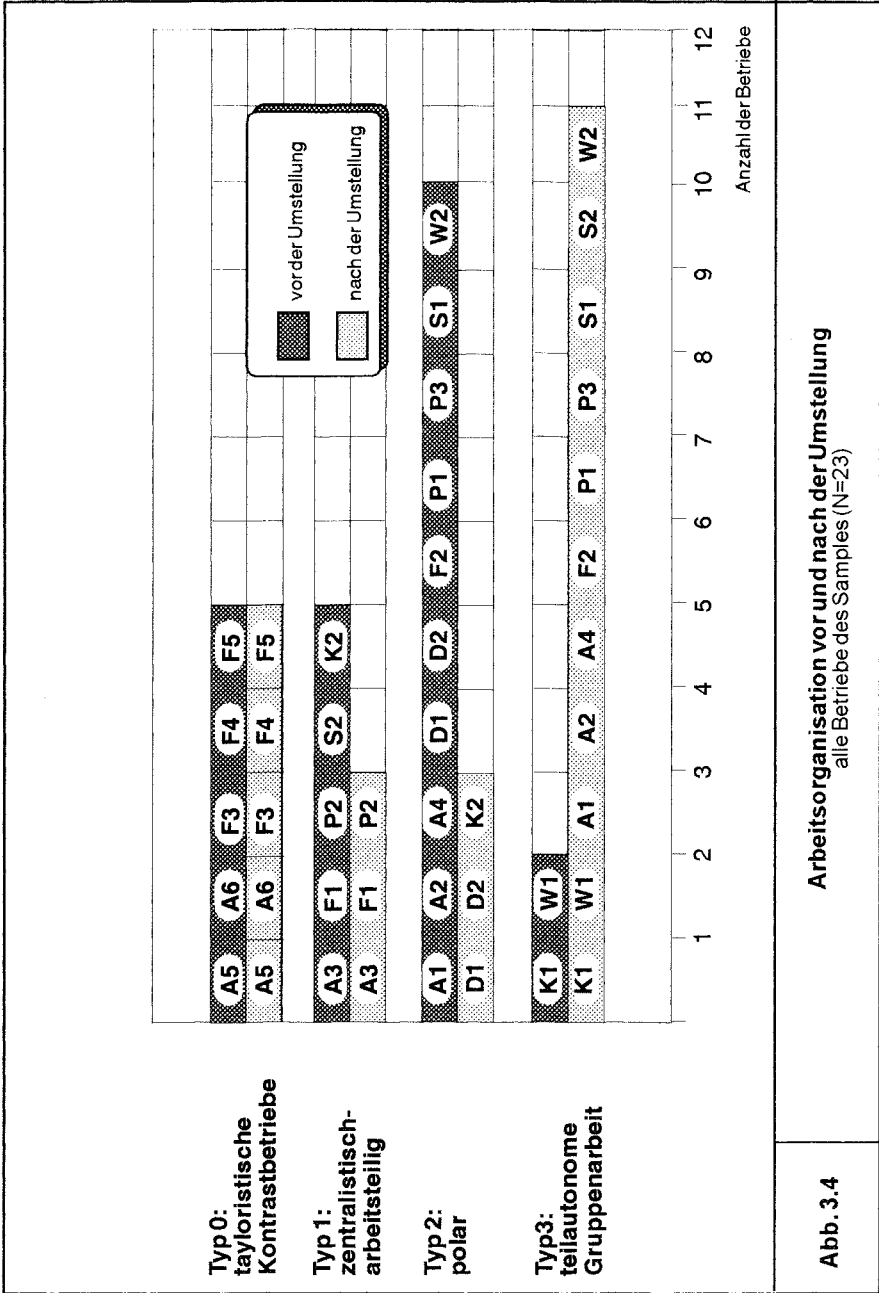 Typ 0:
tayloristische
Kontrastbetriebe
A5 A6 F3 F4 F5
A5 A6 F3 F4 F5
vor der Umstellung
nach der Umstellung
Typ 1:
zentralistisch-
arbeitsteilig
A3 F1 P2 S2 K2
A3 F1 P2
Typ 2:
polar
A1 A2 A4 D1 D2 F2 P1 P3 S1 W2
D1 D2 K2
Typ3:
teilautonome
Gruppenarbeit
K1 W1
K1 W1 A1 A2 A4 F2 P1 P3 S1 S2 W2
1 2 3 4 5 6 7 8 9 10 11 12
Anzahl der Betriebe
Abb. 3.4
Arbeitsorganisation vor und nach der Umstellung
alle Betriebe des Samples (N=23)